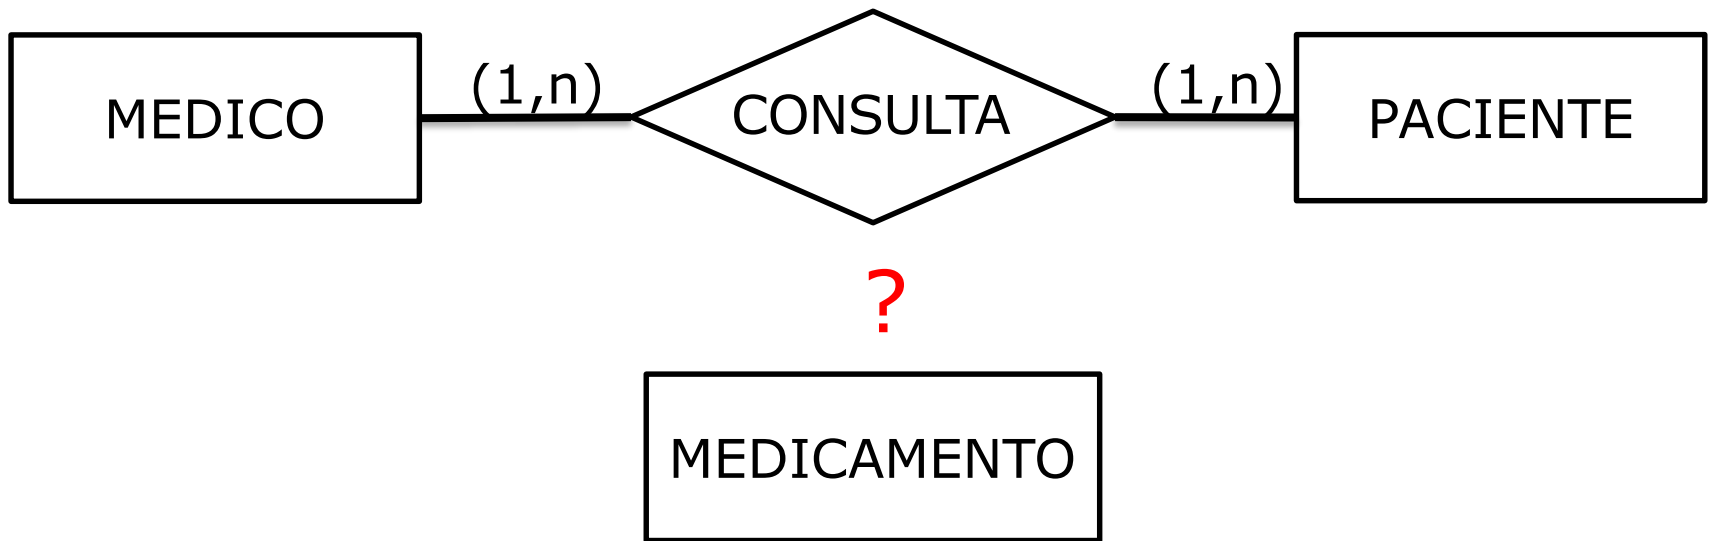 MEDICO
(1,n)
CONSULTA
(1,n)
PACIENTE
?
MEDICAMENTO